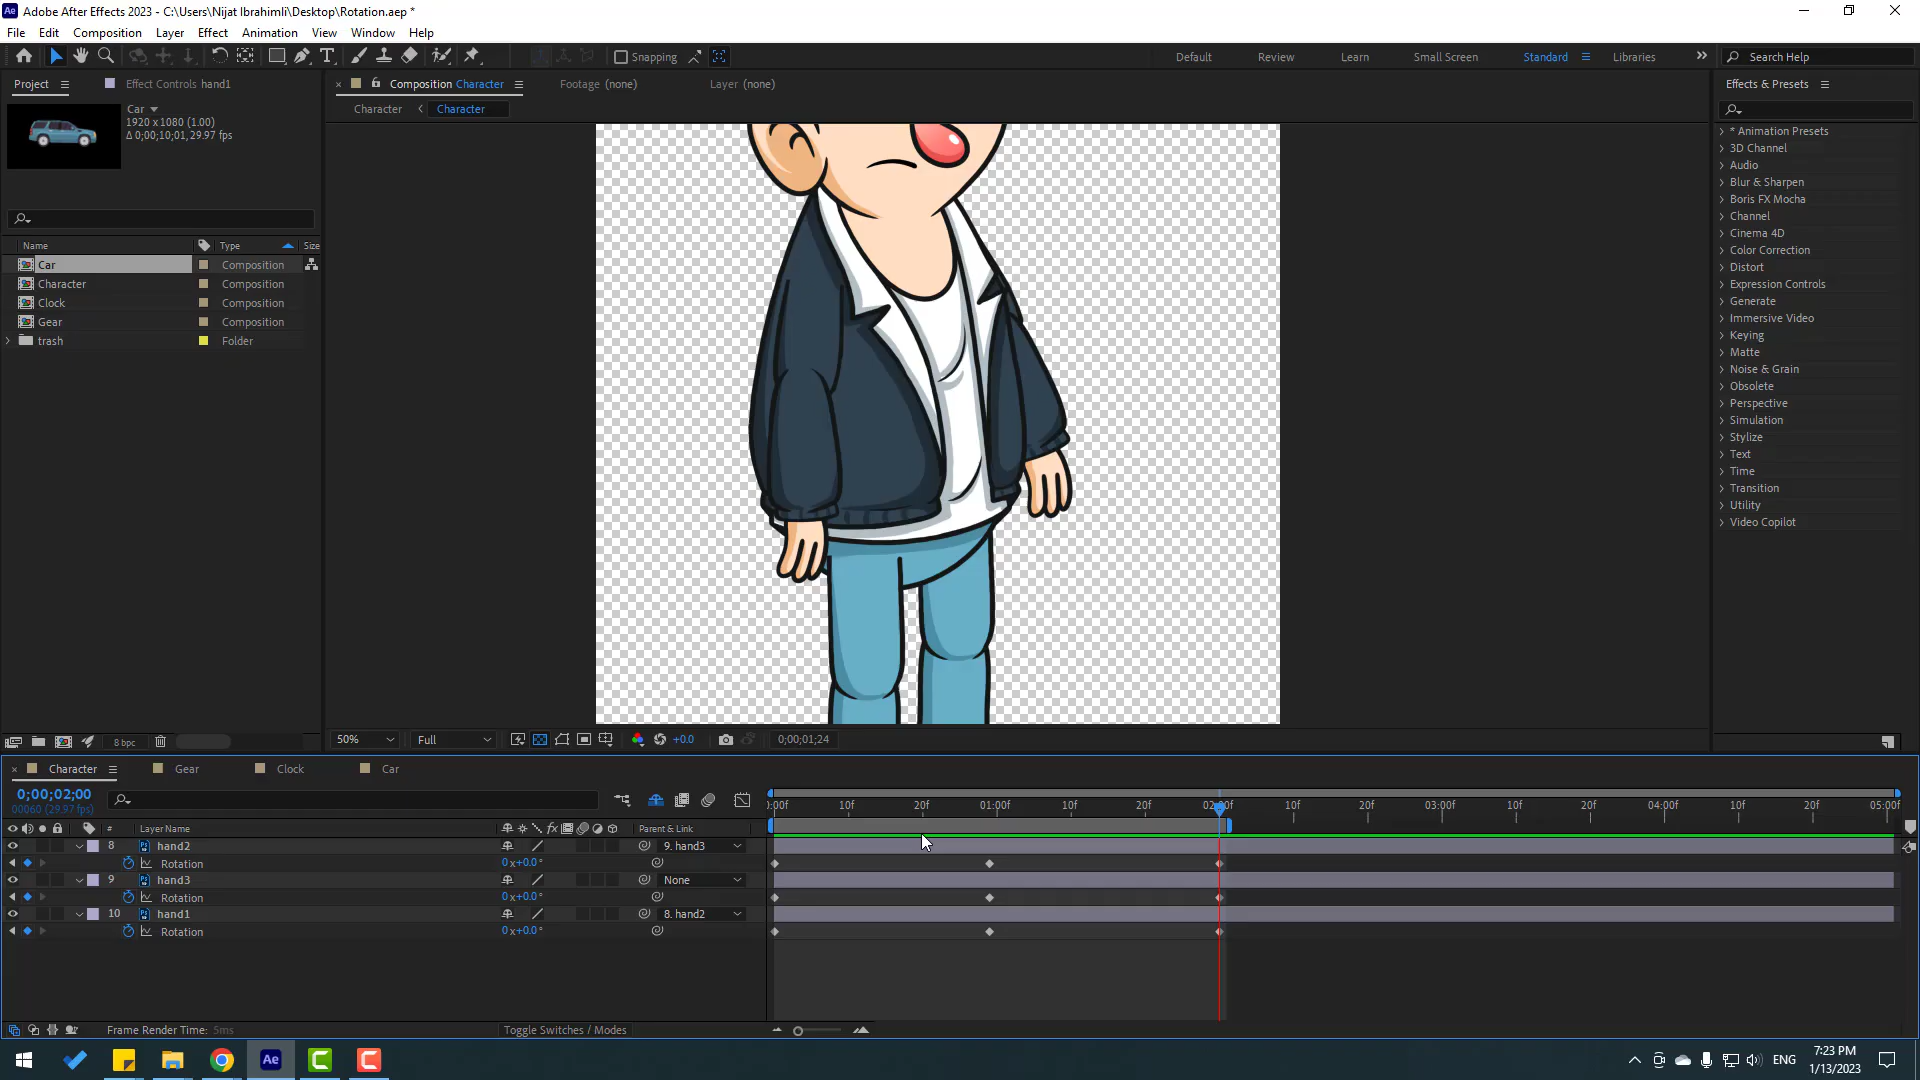 Adobe After Effects 2023 - C:\Users\Nijat Ibrahimli\Desktop\Rotation.aep *
File Edit Composition Layer Effect Animation View Window Help
Snapping Default Review Learn Small Screen Standard Libraries Search Help
Project Effect Controls hand1 Composition Character Footage (none) Layer (none) Effects & Presets
Character Character
Car
1920 x 1080 (1.00)
Δ 0;00;10;01, 29.97 fps
Name Type Size
Car Composition
Character Composition
Clock Composition
Gear Composition
trash Folder
* Animation Presets
3D Channel
Audio
Blur & Sharpen
Boris FX Mocha
Channel
Cinema 4D
Color Correction
Distort
Expression Controls
Generate
Immersive Video
Keying
Matte
Noise & Grain
Obsolete
Perspective
Simulation
Stylize
Text
Time
Transition
Utility
Video Copilot
8 bpc 50% Full +0.0 0;00;01;24
Character Gear Clock Car
0;00;02;00
00060 (29.97 fps)
):00f 10f 20f 01:00f 10f 20f 02:00f 10f 20f 03:00f 10f 20f 04:00f 10f 20f 05:00f
# Layer Name fx Parent & Link
8 Ps hand2 9. hand3
Rotation 0x+0.0°
9 Ps hand3 None
Rotation 0x+0.0°
10 Ps hand1 8. hand2
Rotation 0x+0.0°
Frame Render Time: 5ms Toggle Switches / Modes
Ae C C ENG 7:23 PM
1/13/2023